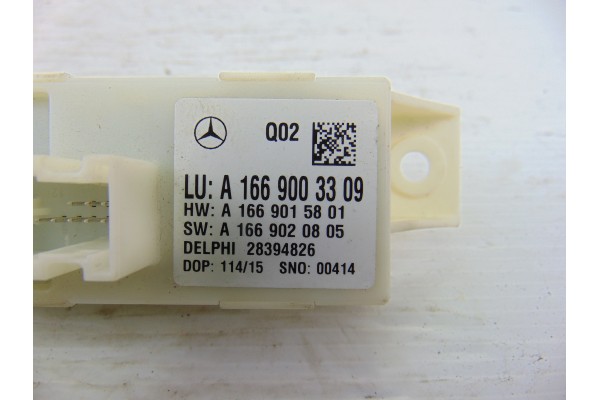 Q02
LU: A 166 900 33 09
HW: A 166 901 58 01
SW: A 166 902 08 05
DELPHI 28394826
DOP: 114/15 SNO: 00414